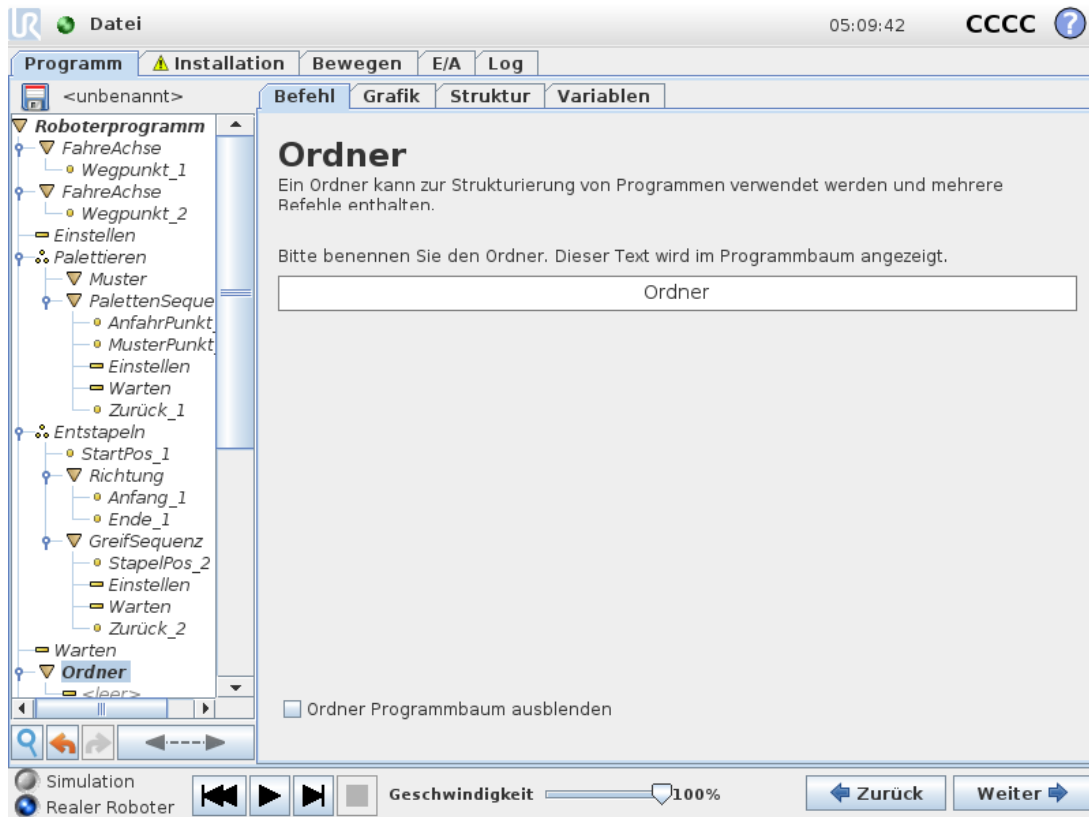 UR Datei 05:09:42 CCCC ?
Programm Installation Bewegen E/A Log
<unbenannt> Befehl Grafik Struktur Variablen
Roboterprogramm
FahreAchse
Wegpunkt_1
FahreAchse
Wegpunkt_2
Einstellen
Palettieren
Muster
PalettenSeque
AnfahrPunkt_
MusterPunkt_
Einstellen
Warten
Zurück_1
Entstapeln
StartPos_1
Richtung
Anfang_1
Ende_1
GreifSequenz
StapelPos_2
Einstellen
Warten
Zurück_2
Warten
Ordner
<leer>
Ordner
Ein Ordner kann zur Strukturierung von Programmen verwendet werden und mehrere
Befehle enthalten.
Bitte benennen Sie den Ordner. Dieser Text wird im Programmbaum angezeigt.
Ordner
Ordner Programmbaum ausblenden
Simulation
Realer Roboter
Geschwindigkeit 100%
Zurück Weiter